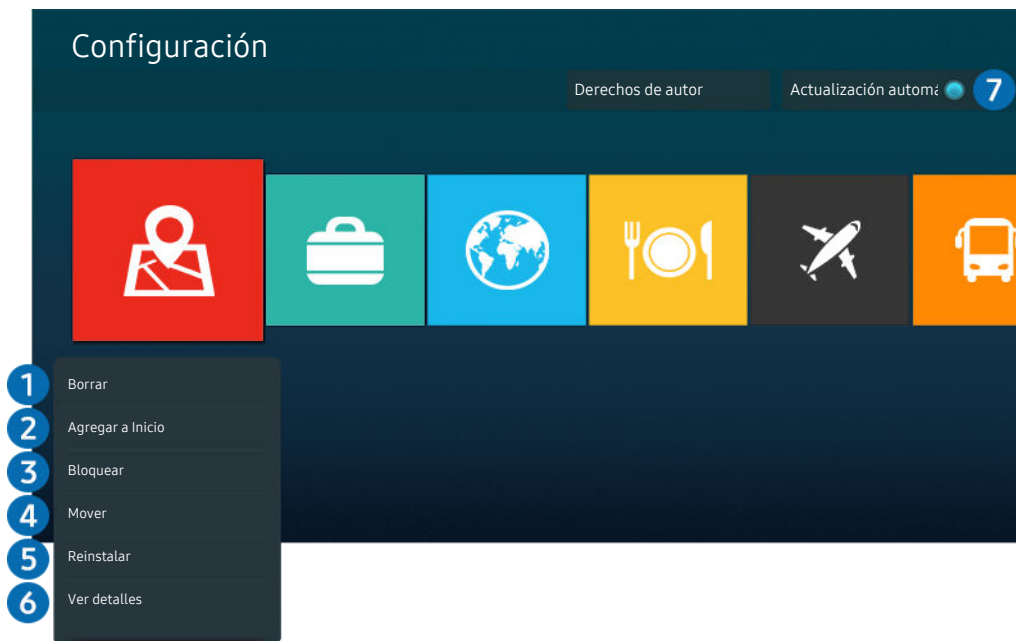 Configuración
Derechos de autor
Actualización automá
7
1 Borrar
2 Agregar a Inicio
3 Bloquear
4 Mover
5 Reinstalar
6 Ver detalles